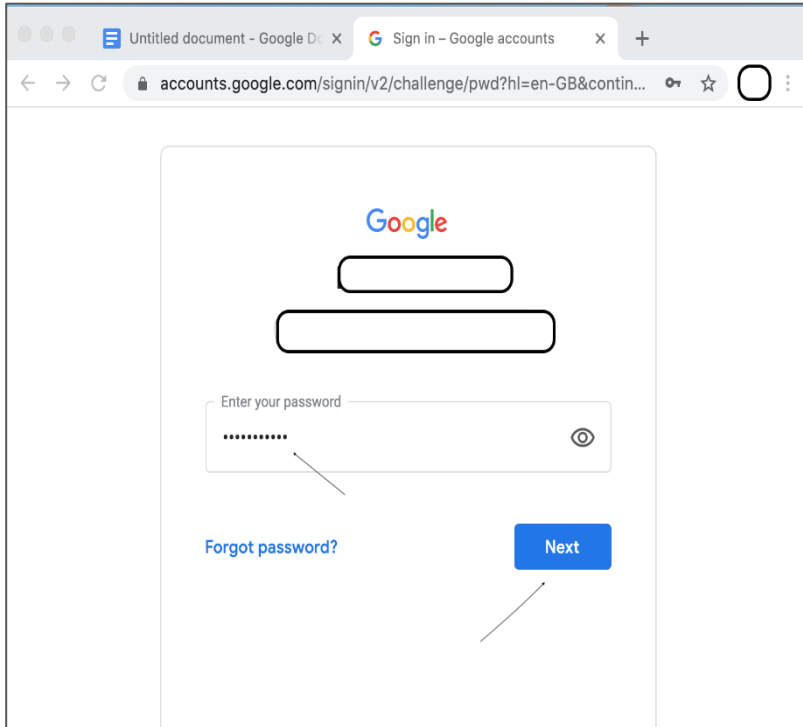 Untitled document - Google Do
Sign in – Google accounts
accounts.google.com/signin/v2/challenge/pwd?hl=en-GB&contin...
Google
Enter your password
•••••••••••
Forgot password?
Next